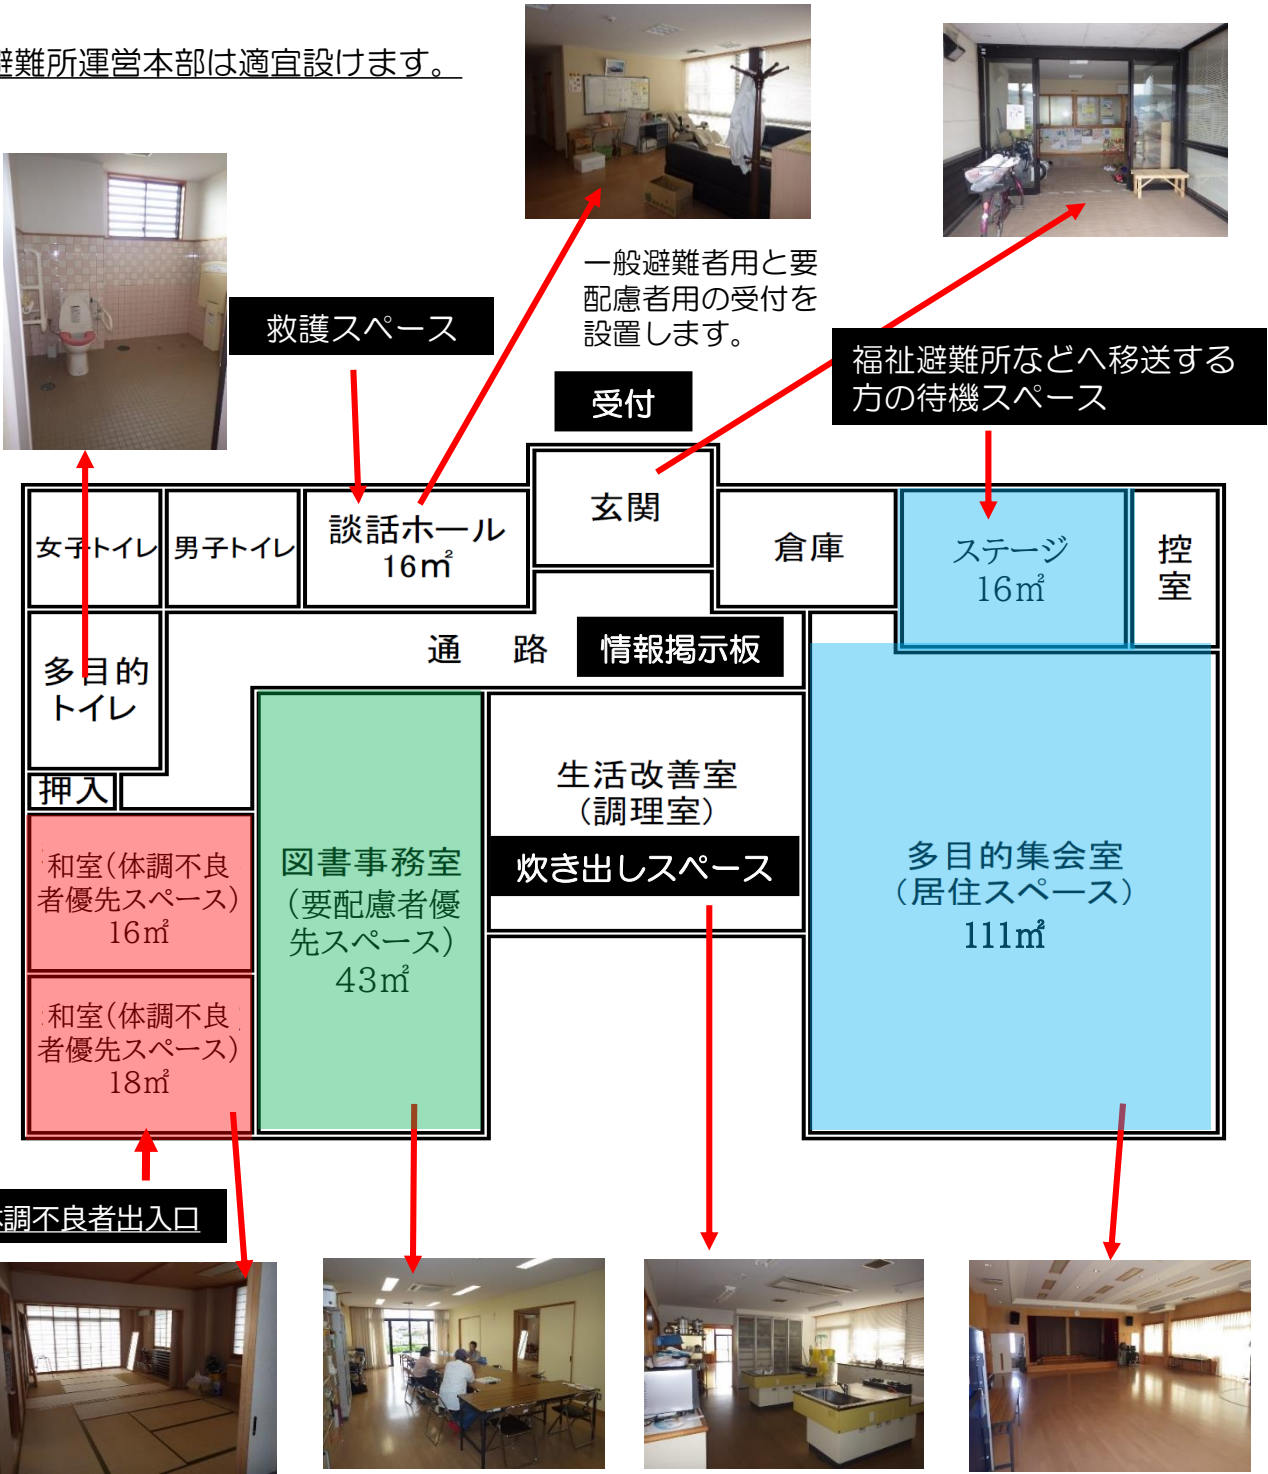 難所運営本部は適宜設けます。
一般避難者用と要
配慮者用の受付を
設置します。
救護スペース
福祉避難所などへ移送する
方の待機スペース
受付
玄関
女子トイレ
男子トイレ
談話ホール
16㎡
倉庫
ステージ
16㎡
控
室
通 路
情報掲示板
多目的
トイレ
押入
生活改善室
(調理室)
炊き出しスペース
和室(体調不良
者優先スペース)
16㎡
図書事務室
(要配慮者優
先スペース)
43㎡
多目的集会室
(居住スペース)
111㎡
和室(体調不良
者優先スペース)
18㎡
調不良者出入口